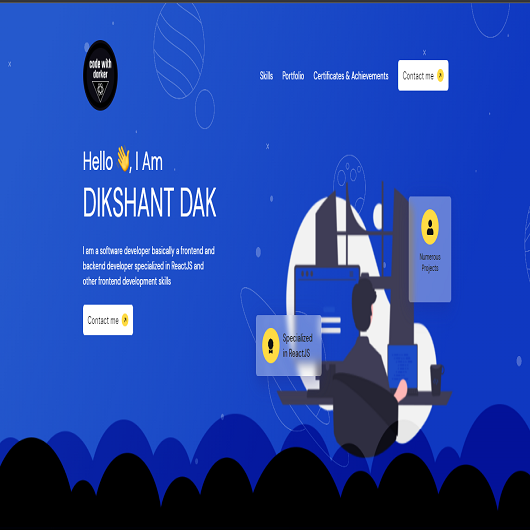 code with
darker
Skills
Portfolio
Certificates & Achievements
Contact me
Hello 👋, I Am
DIKSHANT DAK
I am a software developer basically a frontend and
backend developer specialized in ReactJS and
other frontend development skills
Contact me
Numerous
Projects
Specialized
in ReactJS